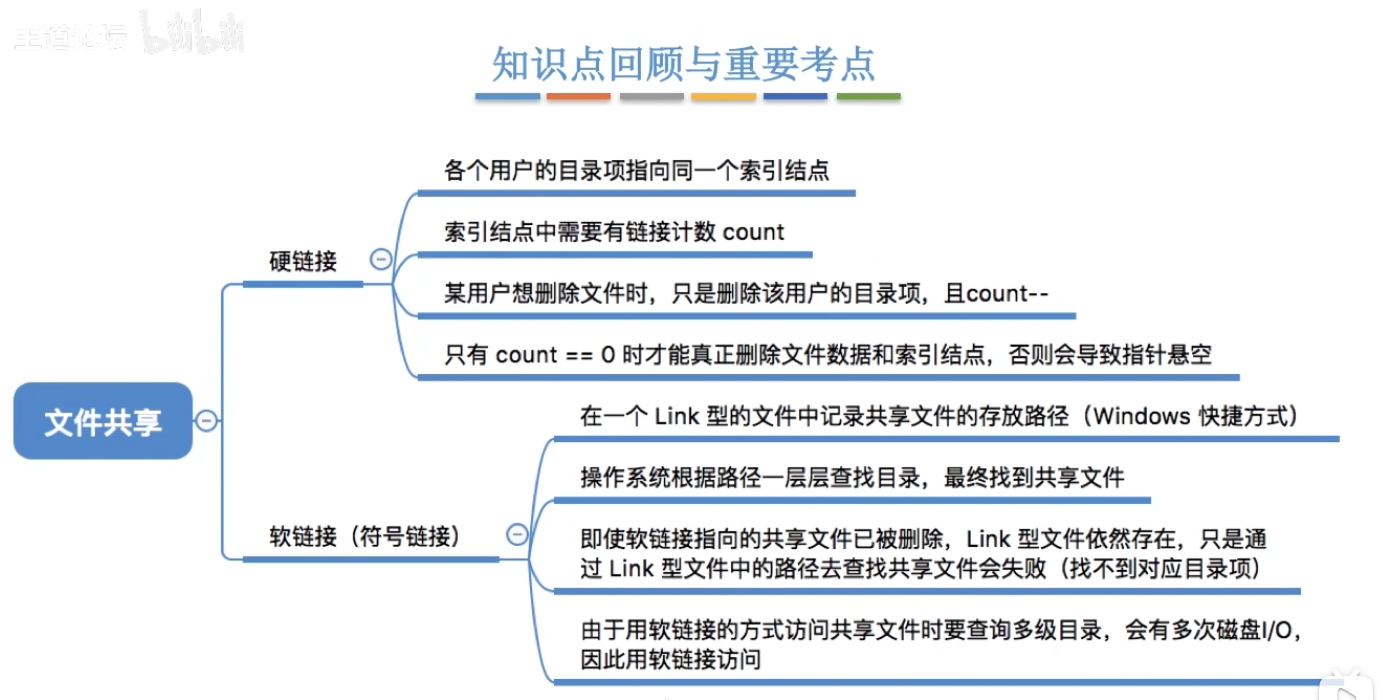 王道论坛 bilibili
知识点回顾与重要考点
各个用户的目录项指向同一个索引结点
索引结点中需要有链接计数 count
硬链接
某用户想删除文件时，只是删除该用户的目录项，且count--
只有 count == 0 时才能真正删除文件数据和索引结点，否则会导致指针悬空
文件共享
在一个 Link 型的文件中记录共享文件的存放路径（Windows 快捷方式）
操作系统根据路径一层层查找目录，最终找到共享文件
软链接（符号链接）
即使软链接指向的共享文件已被删除，Link 型文件依然存在，只是通
过 Link 型文件中的路径去查找共享文件会失败（找不到对应目录项）
由于用软链接的方式访问共享文件时要查询多级目录，会有多次磁盘I/O，
因此用软链接访问